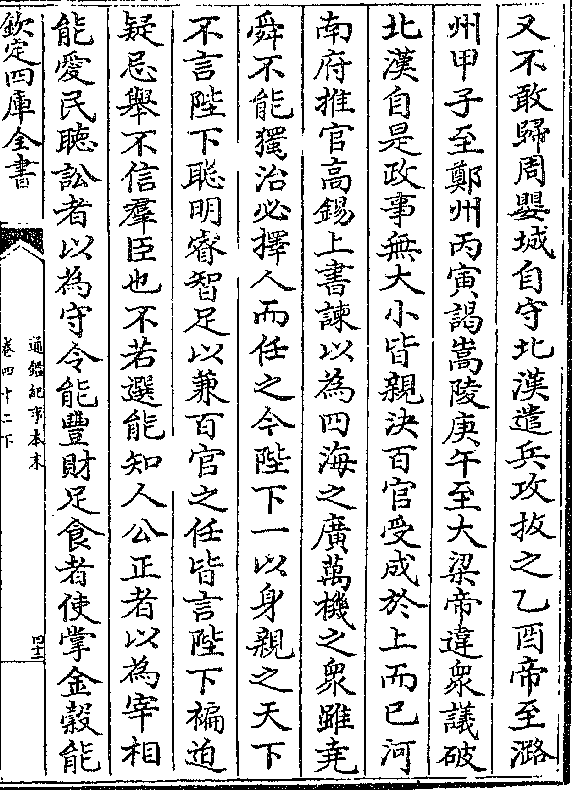 又不敢歸周嬰城自守北漢遣兵攻拔之乙酉帝至潞
州甲子至鄭州丙寅謁嵩陵庚午至大梁帝違衆議破
北漢自是政事無大小皆親決百官受成於上而已河
南府推官高錫上書諫以為四海之廣萬機之衆雖堯
舜不能獨治必擇人而任之今陛下一以身親之天下
不言陛下聰明睿智足以兼百官之任皆言陛下褊迫
疑忌舉不信羣臣也不若選能知人公正者以為宰相
能愛民聽訟者以為守令能豐財足食者使掌金穀能
欽定四庫全書
通鑑紀事本末
卷四十二下